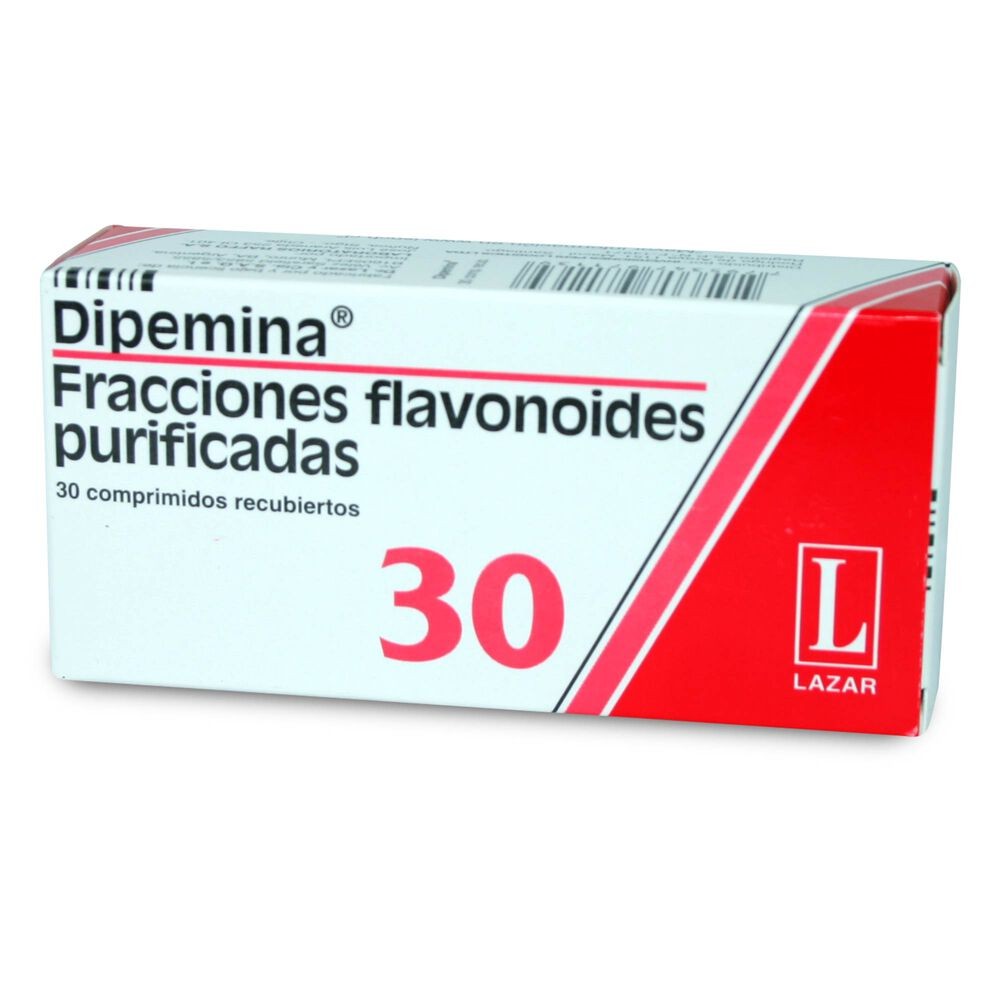 Dipemina®
Fracciones flavonoides
purificadas
30 comprimidos recubiertos
30
L
LAZAR